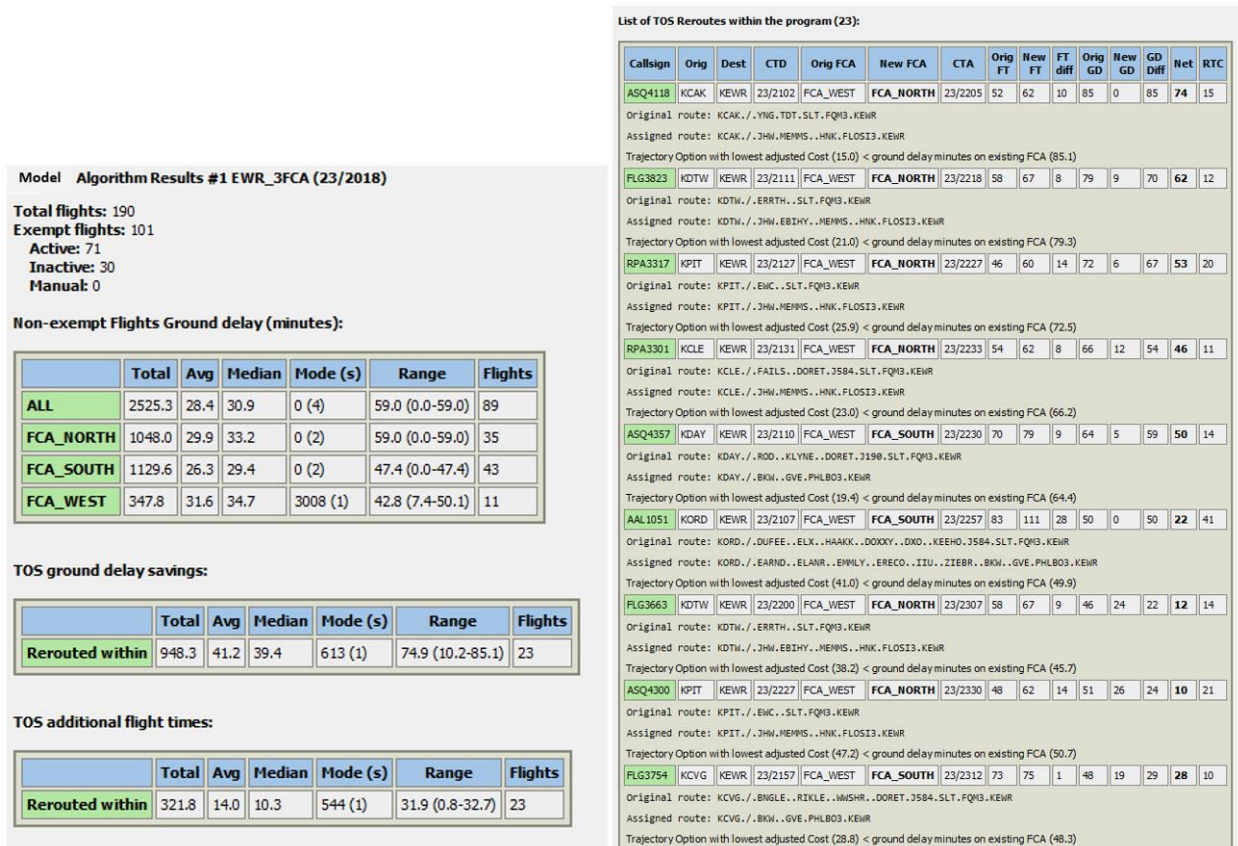 Model Algorithm Results #1 EWR_3FCA (23/2018)
Total flights: 190
Exempt flights: 101
Active: 71
Inactive: 30
Manual: 0
Non-exempt Flights Ground delay (minutes):
Total Avg Median Mode (s) Range Flights
ALL 2525.3 28.4 30.9 0 (4) 59.0 (0.0-59.0) 89
FCA_NORTH 1048.0 29.9 33.2 0 (2) 59.0 (0.0-59.0) 35
FCA_SOUTH 1129.6 26.3 29.4 0 (2) 47.4 (0.0-47.4) 43
FCA_WEST 347.8 31.6 34.7 3008 (1) 42.8 (7.4-50.1) 11
TOS ground delay savings:
Total Avg Median Mode (s) Range Flights
Rerouted within 948.3 41.2 39.4 613 (1) 74.9 (10.2-85.1) 23
TOS additional flight times:
Total Avg Median Mode (s) Range Flights
Rerouted within 321.8 14.0 10.3 544 (1) 31.9 (0.8-32.7) 23
List of TOS Reroutes within the program (23):
Callsign Orig Dest CTD Orig FCA New FCA CTA Orig FT New FT FT diff Orig GD New GD GD Diff Net RTC
ASQ4118 KCAK KEWR 23/2102 FCA_WEST FCA_NORTH 23/2205 52 62 10 85 0 85 74 15
Original route: KCAK./.YNG.TDT.SLT.FQM3.KEWR
Assigned route: KCAK./.JHW.MEMMS..HNK.FLOSI3.KEWR
Trajectory Option with lowest adjusted Cost (15.0) < ground delay minutes on existing FCA (85.1)
FLG3823 KDTW KEWR 23/2111 FCA_WEST FCA_NORTH 23/2218 58 67 8 79 9 70 62 12
Original route: KDTW./.ERRTH..SLT.FQM3.KEWR
Assigned route: KDTW./.JHW.EBIHY..MEMMS..HNK.FLOSI3.KEWR
Trajectory Option with lowest adjusted Cost (21.0) < ground delay minutes on existing FCA (79.3)
RPA3317 KPIT KEWR 23/2127 FCA_WEST FCA_NORTH 23/2227 46 60 14 72 6 67 53 20
Original route: KPIT./.EWC..SLT.FQM3.KEWR
Assigned route: KPIT./.JHW.MEMMS..HNK.FLOSI3.KEWR
Trajectory Option with lowest adjusted Cost (25.9) < ground delay minutes on existing FCA (72.5)
RPA3301 KCLE KEWR 23/2131 FCA_WEST FCA_NORTH 23/2233 54 62 8 66 12 54 46 11
Original route: KCLE./.FAILS..DORET.J584.SLT.FQM3.KEWR
Assigned route: KCLE./.JHW.MEMMS..HNK.FLOSI3.KEWR
Trajectory Option with lowest adjusted Cost (23.0) < ground delay minutes on existing FCA (66.2)
ASQ4357 KDAY KEWR 23/2110 FCA_WEST FCA_SOUTH 23/2230 70 79 9 64 5 59 50 14
Original route: KDAY./.ROD..KLYNE..DORET.J190.SLT.FQM3.KEWR
Assigned route: KDAY./.BKW..GVE.PHLBO3.KEWR
Trajectory Option with lowest adjusted Cost (19.4) < ground delay minutes on existing FCA (64.4)
AAL1051 KORD KEWR 23/2107 FCA_WEST FCA_SOUTH 23/2257 83 111 28 50 0 50 22 41
Original route: KORD./.DUFEE..ELX..HAAKK..DOXXY..DXO..KEEHO.J584.SLT.FQM3.KEWR
Assigned route: KORD./.EARND..ELANR..EMMLY..ERECO..IIU..ZIEBR..BKW..GVE.PHLBO3.KEWR
Trajectory Option with lowest adjusted Cost (41.0) < ground delay minutes on existing FCA (49.9)
FLG3663 KDTW KEWR 23/2200 FCA_WEST FCA_NORTH 23/2307 58 67 9 46 24 22 12 14
Original route: KDTW./.ERRTH..SLT.FQM3.KEWR
Assigned route: KDTW./.JHW.EBIHY..MEMMS..HNK.FLOSI3.KEWR
Trajectory Option with lowest adjusted Cost (38.2) < ground delay minutes on existing FCA (45.7)
ASQ4300 KPIT KEWR 23/2227 FCA_WEST FCA_NORTH 23/2330 48 62 14 51 26 24 10 21
Original route: KPIT./.EWC..SLT.FQM3.KEWR
Assigned route: KPIT./.JHW.MEMMS..HNK.FLOSI3.KEWR
Trajectory Option with lowest adjusted Cost (47.2) < ground delay minutes on existing FCA (50.7)
FLG3754 KCVG KEWR 23/2157 FCA_WEST FCA_SOUTH 23/2312 73 75 1 48 19 29 28 10
Original route: KCVG./.BNGLE..RIKLE..WWSHR..DORET.J584.SLT.FQM3.KEWR
Assigned route: KCVG./.BKW..GVE.PHLBO3.KEWR
Trajectory Option with lowest adjusted Cost (28.8) < ground delay minutes on existing FCA (48.3)